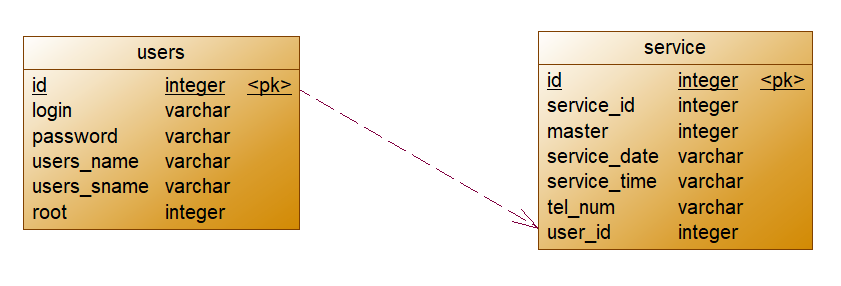 users
id integer <pk>
login varchar
password varchar
users_name varchar
users_sname varchar
root integer
service
id integer <pk>
service_id integer
master integer
service_date varchar
service_time varchar
tel_num varchar
user_id integer